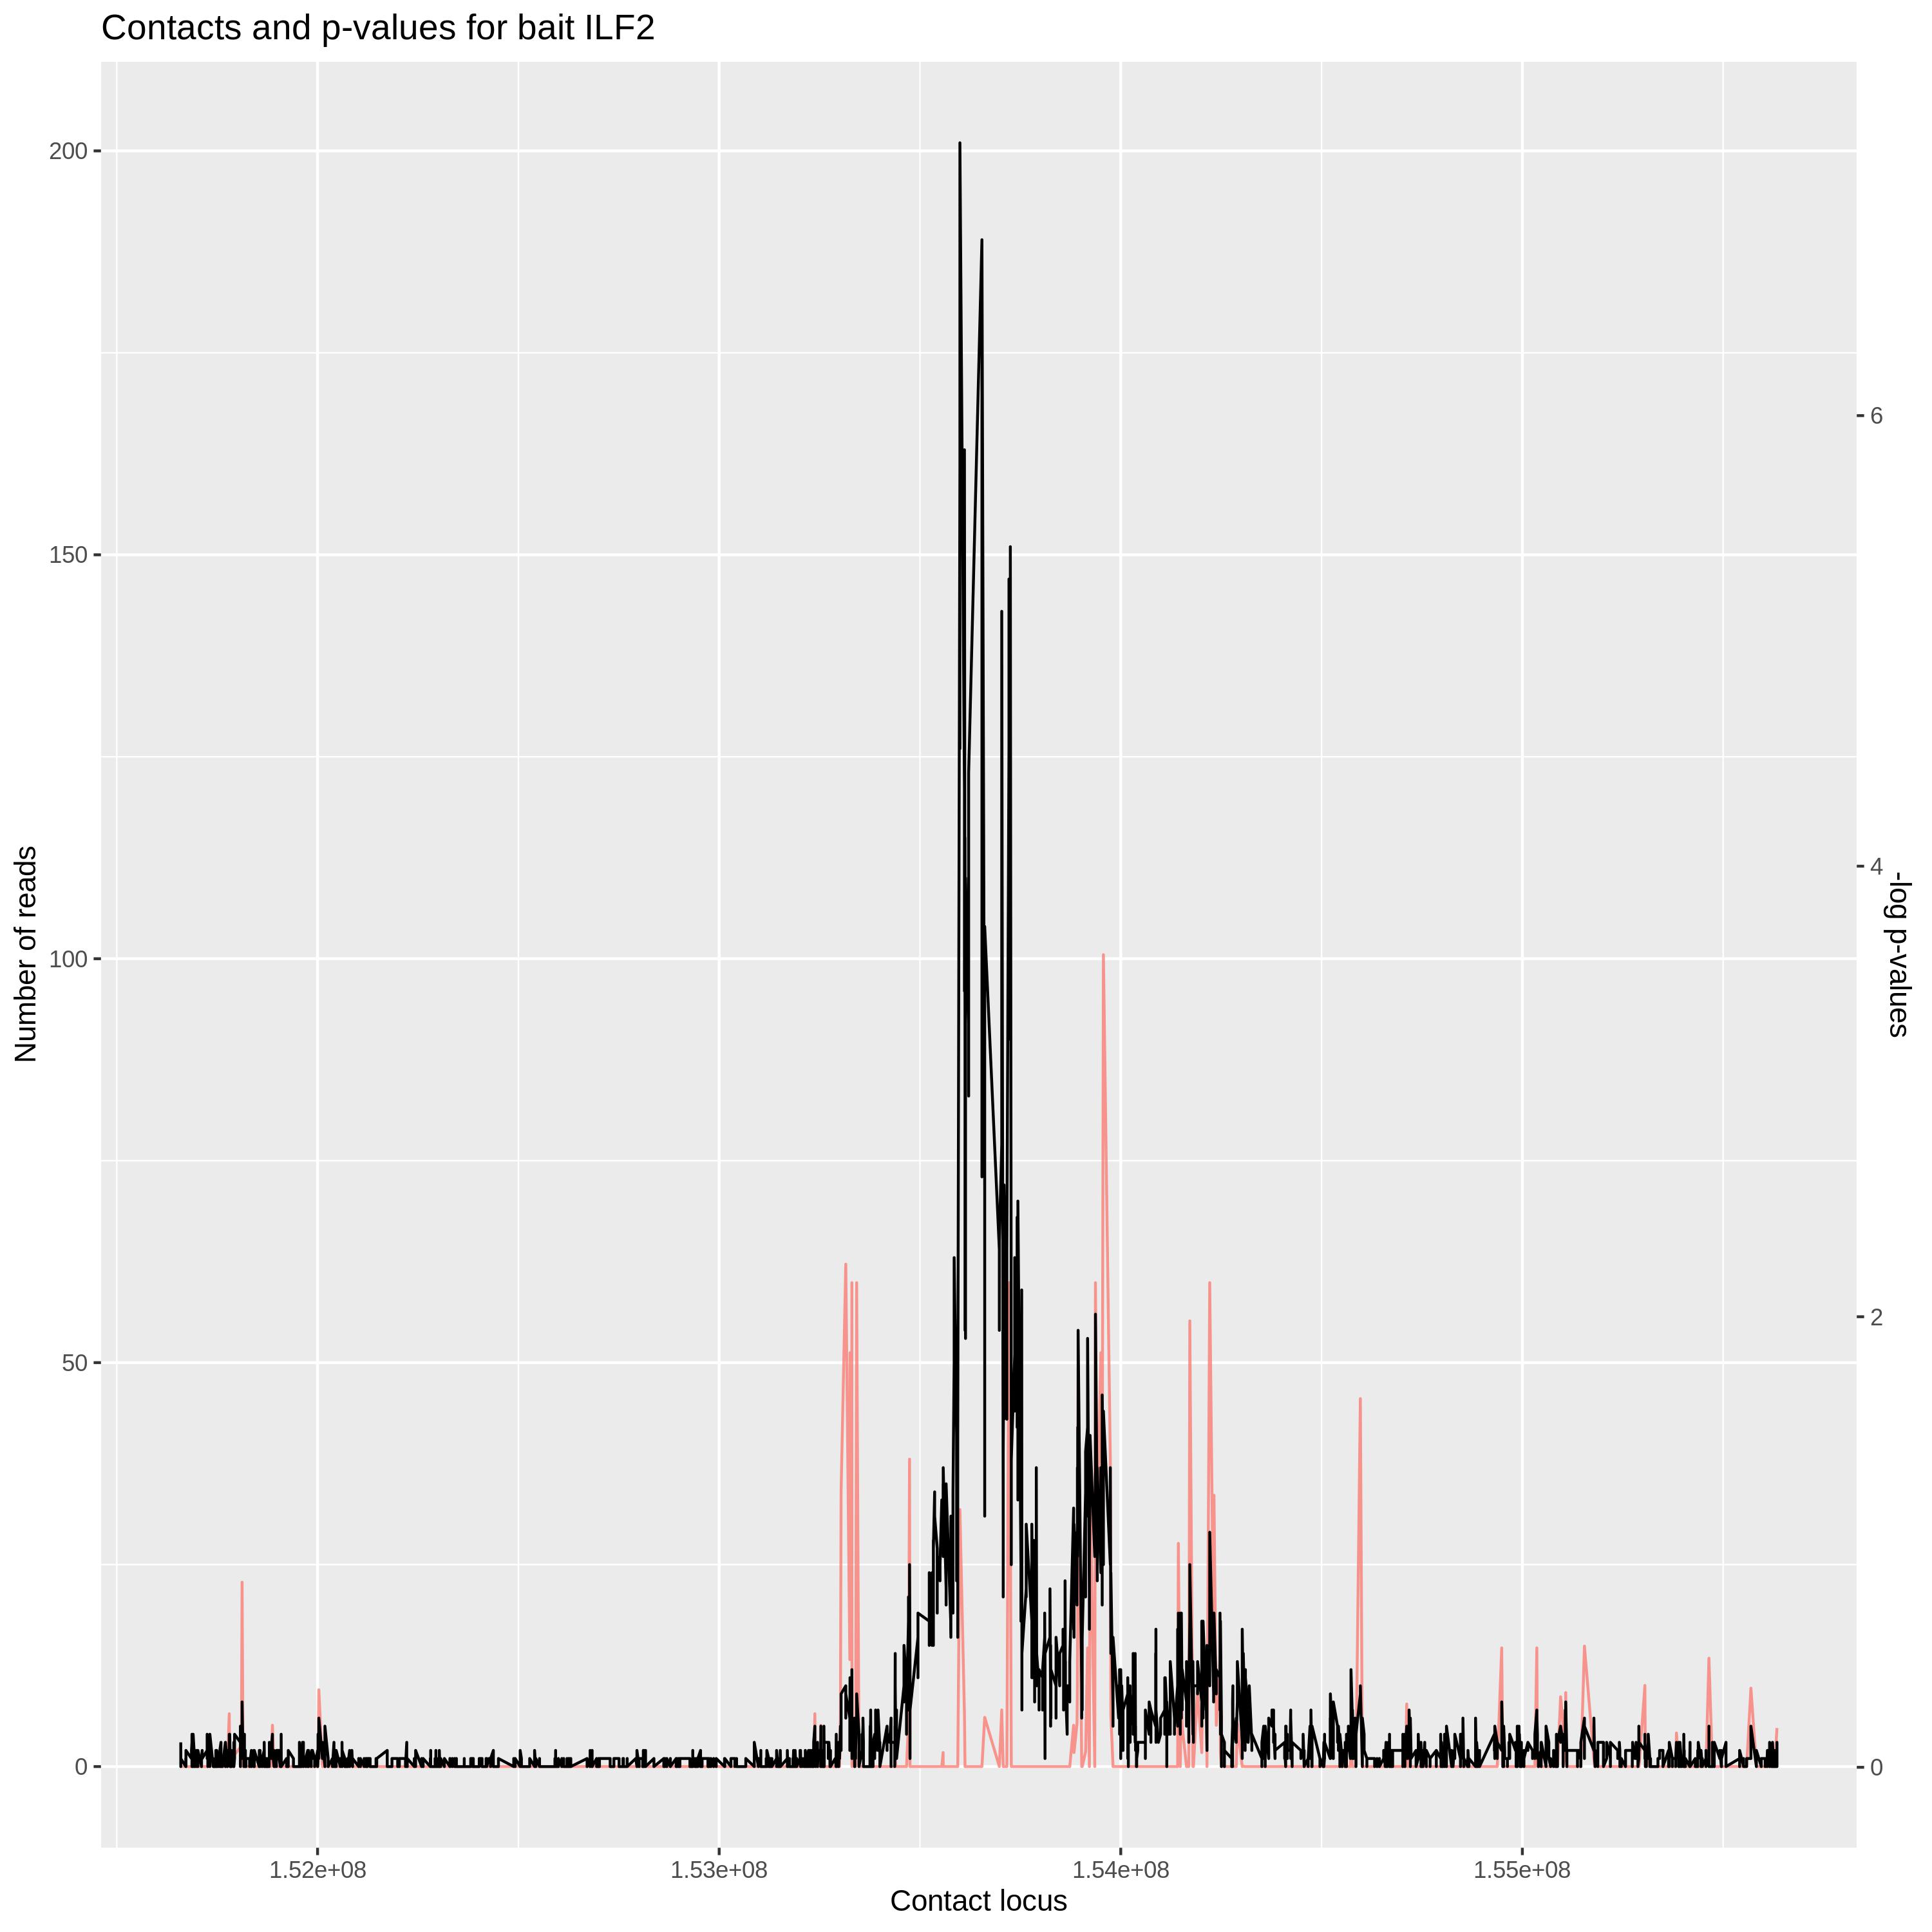 Contacts and p-values for bait ILF2
200
150
100
50
0
Number of reads
6
4
2
0
-log p-values
1.52e+08
1.53e+08
1.54e+08
1.55e+08
Contact locus